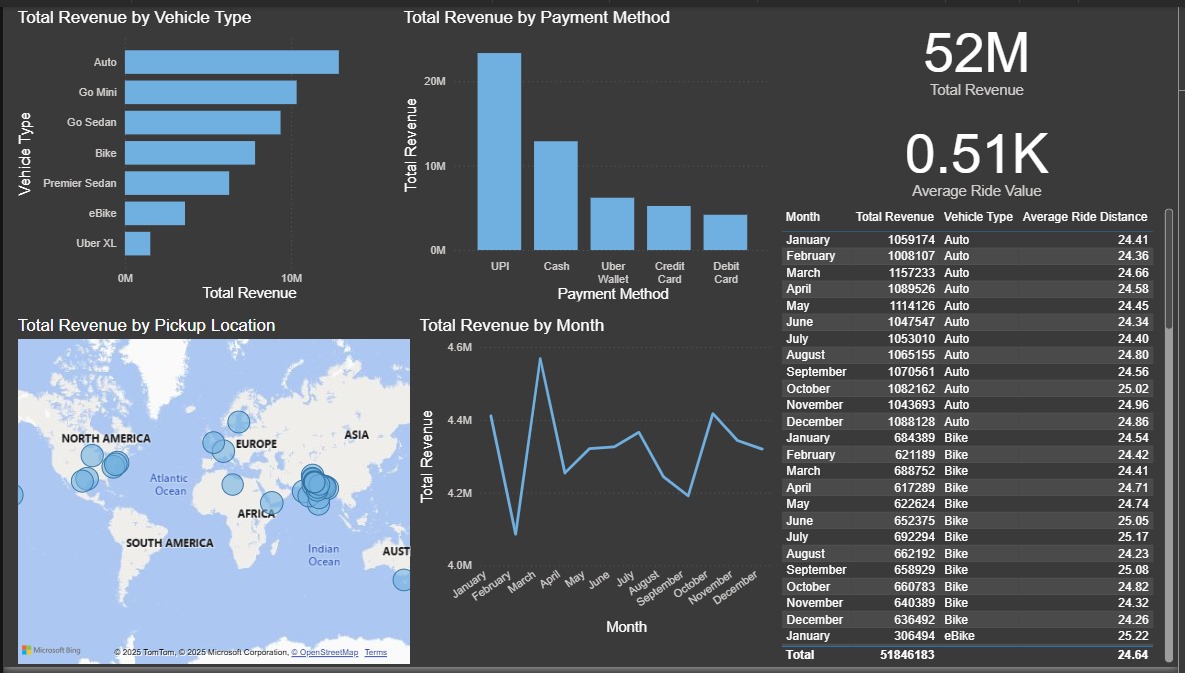 Total Revenue by Vehicle Type
Vehicle Type
Auto
Go Mini
Go Sedan
Bike
Premier Sedan
eBike
Uber XL
0M 10M
Total Revenue
Total Revenue by Payment Method
Total Revenue
20M
10M
0M
UPI Cash Uber Wallet Credit Card Debit Card
Payment Method
52M
Total Revenue
0.51K
Average Ride Value
Total Revenue by Pickup Location
NORTH AMERICA
EUROPE
ASIA
Atlantic
Ocean
AFRICA
SOUTH AMERICA
Indian
Ocean
AUST
Microsoft Bing
© 2025 TomTom, © 2025 Microsoft Corporation, © OpenStreetMap Terms
Total Revenue by Month
Total Revenue
4.6M
4.4M
4.2M
4.0M
January February March April May June July August September October November December
Month
Month Total Revenue Vehicle Type Average Ride Distance
January 1059174 Auto 24.41
February 1008107 Auto 24.36
March 1157233 Auto 24.66
April 1089526 Auto 24.58
May 1114126 Auto 24.45
June 1047547 Auto 24.34
July 1053010 Auto 24.40
August 1065155 Auto 24.80
September 1070561 Auto 24.56
October 1082162 Auto 25.02
November 1043693 Auto 24.96
December 1088128 Auto 24.86
January 684389 Bike 24.54
February 621189 Bike 24.42
March 688752 Bike 24.41
April 617289 Bike 24.71
May 622624 Bike 24.74
June 652375 Bike 25.05
July 692294 Bike 25.17
August 662192 Bike 24.23
September 658929 Bike 25.08
October 660783 Bike 24.82
November 640389 Bike 24.32
December 636492 Bike 24.26
January 306494 eBike 25.22
Total 51846183 24.64